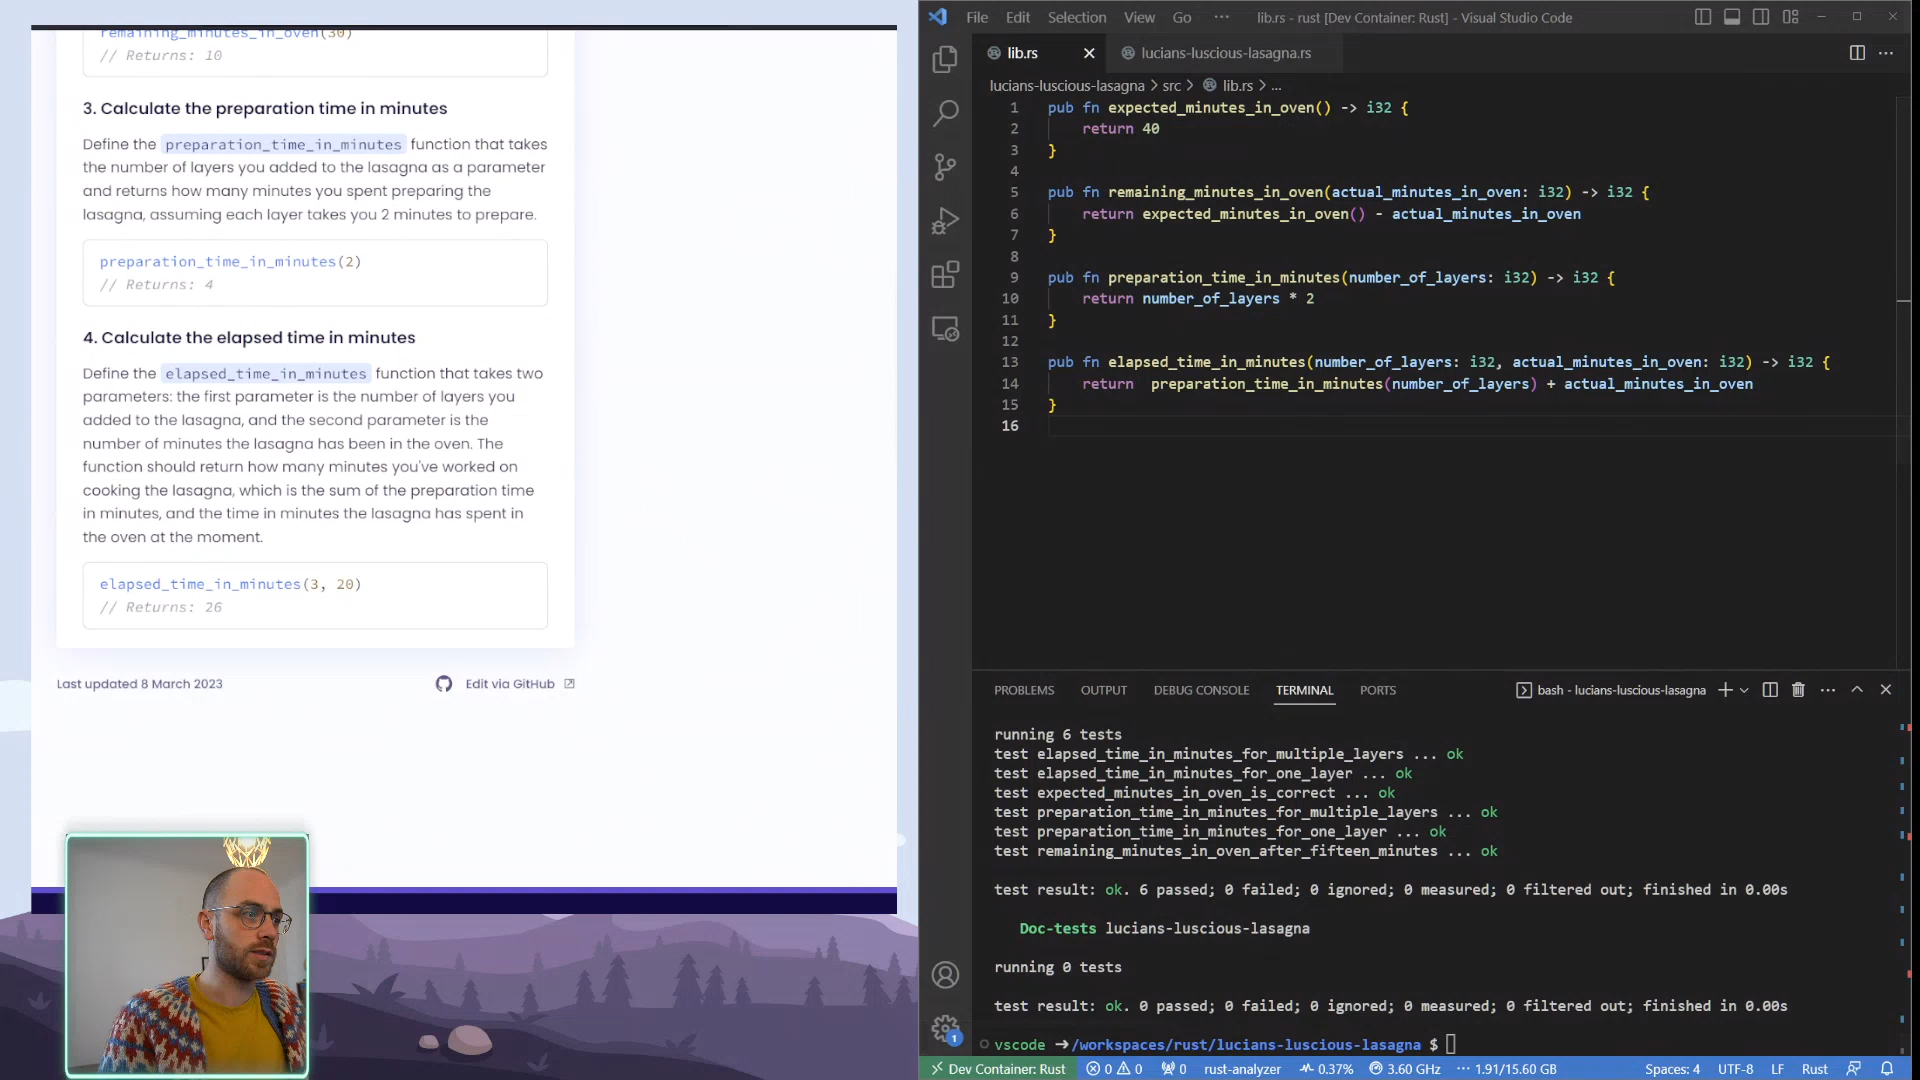 remaining_minutes_in_oven(30)
// Returns: 10
3. Calculate the preparation time in minutes
Define the preparation_time_in_minutes function that takes
the number of layers you added to the lasagna as a parameter
and returns how many minutes you spent preparing the
lasagna, assuming each layer takes you 2 minutes to prepare.
preparation_time_in_minutes(2)
// Returns: 4
4. Calculate the elapsed time in minutes
Define the elapsed_time_in_minutes function that takes two
parameters: the first parameter is the number of layers you
added to the lasagna, and the second parameter is the
number of minutes the lasagna has been in the oven. The
function should return how many minutes you've worked on
cooking the lasagna, which is the sum of the preparation time
in minutes, and the time in minutes the lasagna has spent in
the oven at the moment.
elapsed_time_in_minutes(3, 20)
// Returns: 26
Last updated 8 March 2023
Edit via GitHub
File Edit Selection View Go ··· lib.rs - rust [Dev Container: Rust] - Visual Studio Code
lib.rs
lucians-luscious-lasagna.rs
lucians-luscious-lasagna > src > lib.rs > ...
1 pub fn expected_minutes_in_oven() -> i32 {
2 return 40
3 }
4
5 pub fn remaining_minutes_in_oven(actual_minutes_in_oven: i32) -> i32 {
6 return expected_minutes_in_oven() - actual_minutes_in_oven
7 }
8
9 pub fn preparation_time_in_minutes(number_of_layers: i32) -> i32 {
10 return number_of_layers * 2
11 }
12
13 pub fn elapsed_time_in_minutes(number_of_layers: i32, actual_minutes_in_oven: i32) -> i32 {
14 return  preparation_time_in_minutes(number_of_layers) + actual_minutes_in_oven
15 }
16
PROBLEMS OUTPUT DEBUG CONSOLE TERMINAL PORTS
bash - lucians-luscious-lasagna
running 6 tests
test elapsed_time_in_minutes_for_multiple_layers ... ok
test elapsed_time_in_minutes_for_one_layer ... ok
test expected_minutes_in_oven_is_correct ... ok
test preparation_time_in_minutes_for_multiple_layers ... ok
test preparation_time_in_minutes_for_one_layer ... ok
test remaining_minutes_in_oven_after_fifteen_minutes ... ok
test result: ok. 6 passed; 0 failed; 0 ignored; 0 measured; 0 filtered out; finished in 0.00s
Doc-tests lucians-luscious-lasagna
running 0 tests
test result: ok. 0 passed; 0 failed; 0 ignored; 0 measured; 0 filtered out; finished in 0.00s
vscode → /workspaces/rust/lucians-luscious-lasagna $
1
Dev Container: Rust 0 0 0 rust-analyzer 0.37% 3.60 GHz ··· 1.91/15.60 GB Spaces: 4 UTF-8 LF Rust